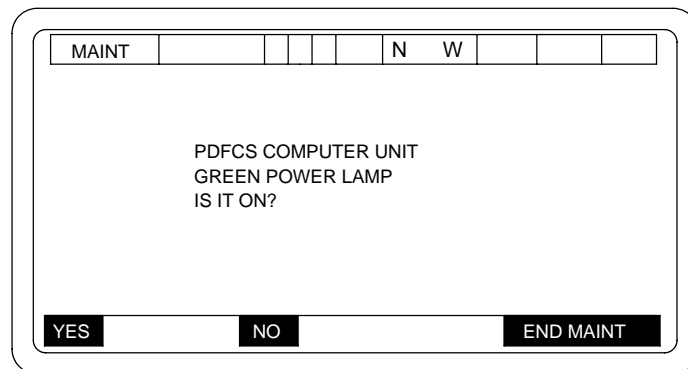 MAINT N W
PDFCS COMPUTER UNIT
GREEN POWER LAMP
IS IT ON?
YES NO END MAINT